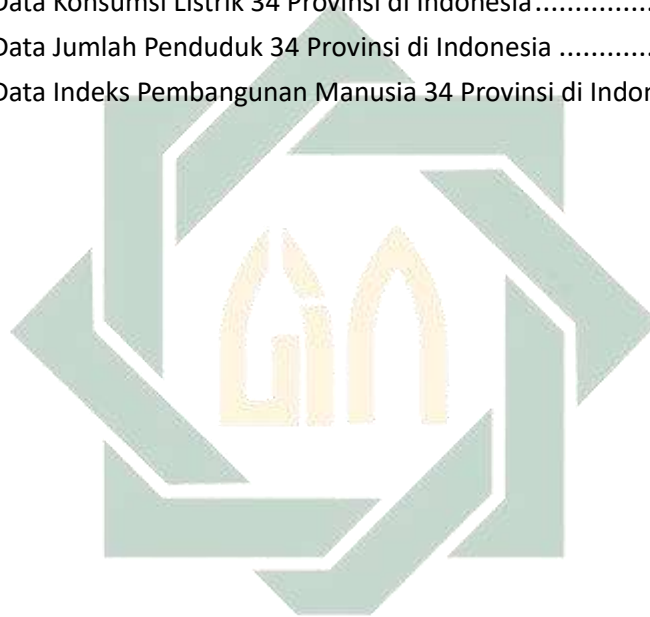 Data Konsumsi Listrik 34 Provinsi di Indonesia................
Data Jumlah Penduduk 34 Provinsi di Indonesia .............
Data Indeks Pembangunan Manusia 34 Provinsi di
uin